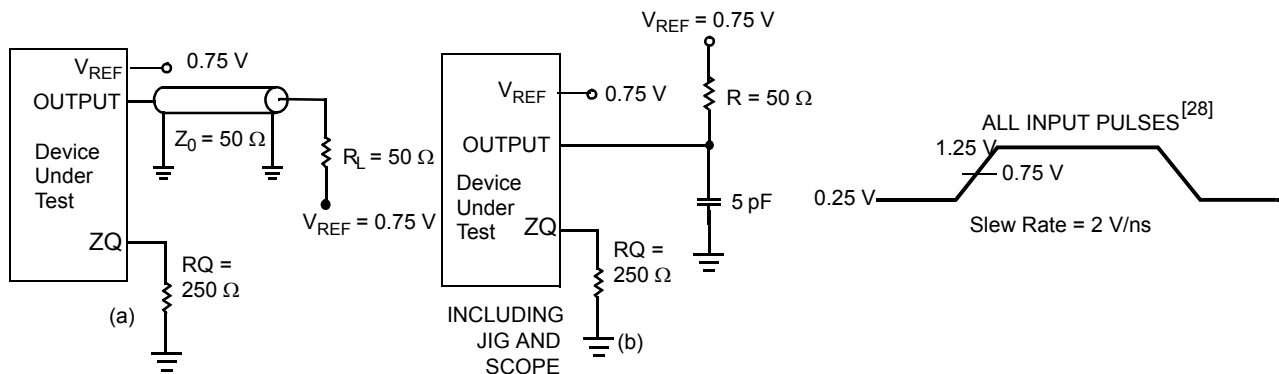 V_REF
0.75 V
OUTPUT
Z₀ = 50 Ω
Device
Under
Test
R_L = 50 Ω
V_REF = 0.75 V
ZQ
RQ =
250 Ω
(a)
V_REF = 0.75 V
V_REF
0.75 V
R = 50 Ω
OUTPUT
Device
Under
Test
5 pF
ZQ
RQ =
250 Ω
INCLUDING
JIG AND
SCOPE
(b)
ALL INPUT PULSES[28]
1.25 V
0.75 V
0.25 V
Slew Rate = 2 V/ns